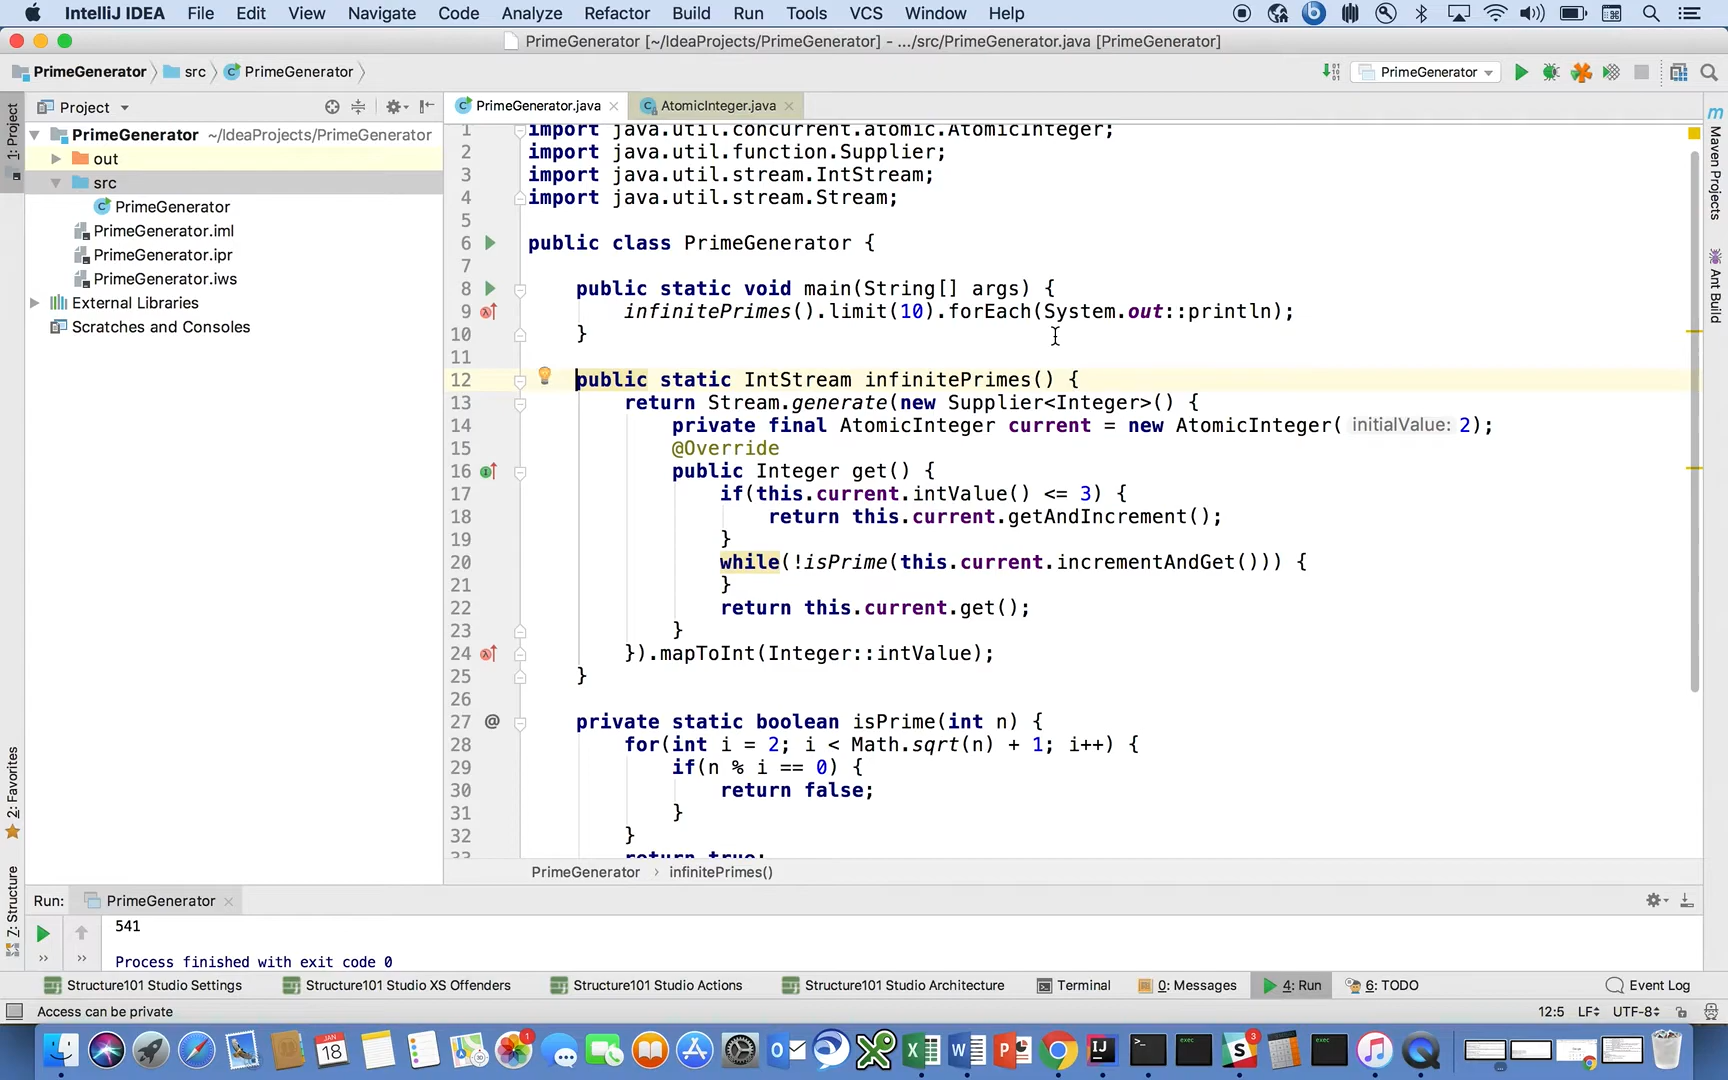 IntelliJ IDEA File Edit View Navigate Code Analyze Refactor Build Run Tools VCS Window Help
PrimeGenerator [~/IdeaProjects/PrimeGenerator] - .../src/PrimeGenerator.java [PrimeGenerator]
PrimeGenerator src PrimeGenerator PrimeGenerator
Project PrimeGenerator.java AtomicInteger.java
1: Project
PrimeGenerator ~/IdeaProjects/PrimeGenerator
out
src
PrimeGenerator
PrimeGenerator.iml
PrimeGenerator.ipr
PrimeGenerator.iws
External Libraries
Scratches and Consoles
1 import java.util.concurrent.atomic.AtomicInteger;
2 import java.util.function.Supplier;
3 import java.util.stream.IntStream;
4 import java.util.stream.Stream;
5
6 public class PrimeGenerator {
7
8 public static void main(String[] args) {
9 infinitePrimes().limit(10).forEach(System.out::println);
10 }
11
12 public static IntStream infinitePrimes() {
13 return Stream.generate(new Supplier<Integer>() {
14 private final AtomicInteger current = new AtomicInteger( initialValue: 2);
15 @Override
16 public Integer get() {
17 if(this.current.intValue() <= 3) {
18 return this.current.getAndIncrement();
19 }
20 while(!isPrime(this.current.incrementAndGet())) {
21 }
22 return this.current.get();
23 }
24 }).mapToInt(Integer::intValue);
25 }
26
27 @ private static boolean isPrime(int n) {
28 for(int i = 2; i < Math.sqrt(n) + 1; i++) {
29 if(n % i == 0) {
30 return false;
31 }
32 }
33 return true;
PrimeGenerator › infinitePrimes()
Maven Projects
Ant Build
2: Favorites
7: Structure
Run: PrimeGenerator
541
Process finished with exit code 0
Structure101 Studio Settings Structure101 Studio XS Offenders Structure101 Studio Actions Structure101 Studio Architecture Terminal 0: Messages 4: Run 6: TODO Event Log
Access can be private 12:5 LF UTF-8
JAN
18
1
3
exec
exec